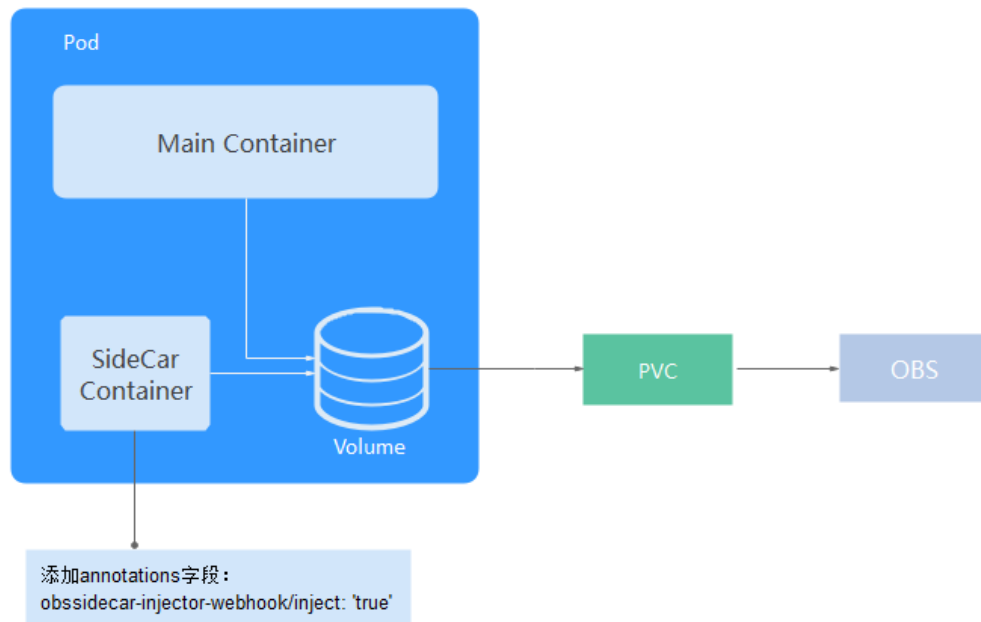 Pod
Main Container
SideCar
Container
Volume
PVC
OBS
添加annotations字段：
obssidecar-injector-webhook/inject: 'true'